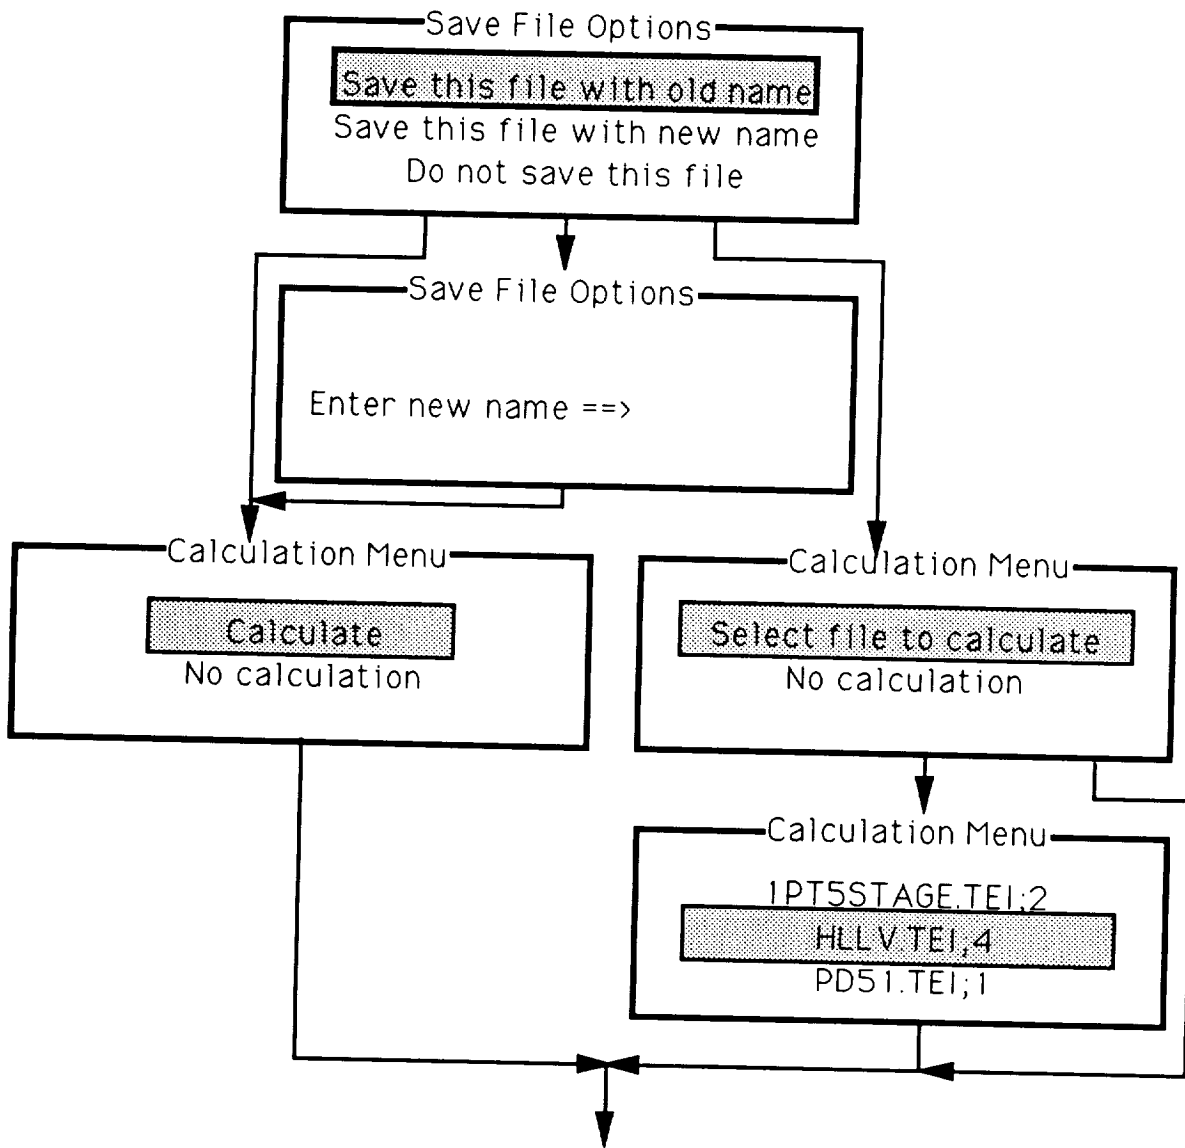 Save File Options
Save this file with old name
Save this file with new name
Do not save this file
Save File Options
Enter new name ==>
Calculation Menu
Calculate
No calculation
Calculation Menu
Select file to calculate
No calculation
Calculation Menu
1PT5STAGE.TEI;2
HLLV.TEI;4
PD51.TEI;1